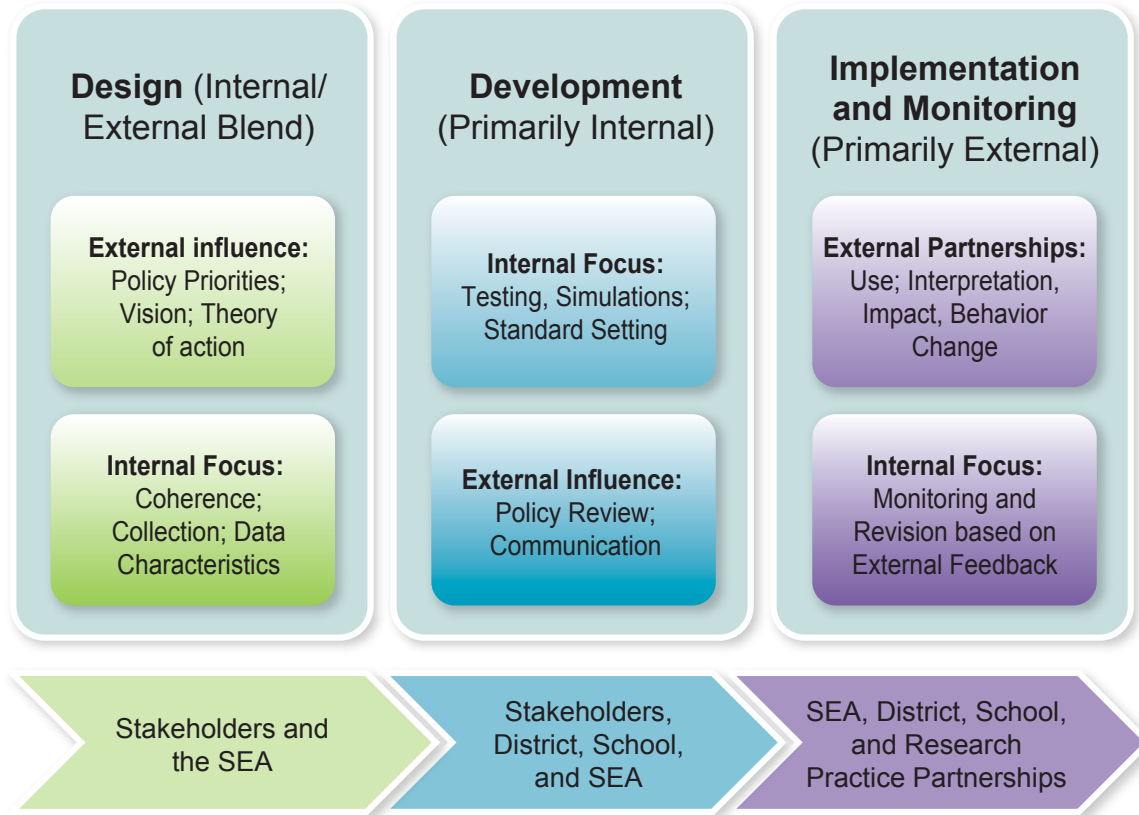 Design (Internal/
External Blend)
External influence:
Policy Priorities;
Vision; Theory
of action
Internal Focus:
Coherence;
Collection; Data
Characteristics
Development
(Primarily Internal)
Internal Focus:
Testing, Simulations;
Standard Setting
External Influence:
Policy Review;
Communication
Implementation
and Monitoring
(Primarily External)
External Partnerships:
Use; Interpretation,
Impact, Behavior
Change
Internal Focus:
Monitoring and
Revision based on
External Feedback
Stakeholders and
the SEA
Stakeholders,
District, School,
and SEA
SEA, District, School,
and Research
Practice Partnerships